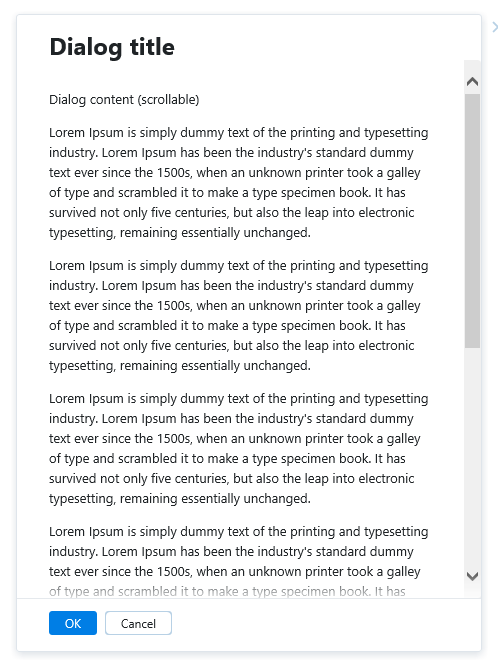 Dialog title
Dialog content (scrollable)
Lorem Ipsum is simply dummy text of the printing and typesetting
industry. Lorem Ipsum has been the industry's standard dummy
text ever since the 1500s, when an unknown printer took a galley
of type and scrambled it to make a type specimen book. It has
survived not only five centuries, but also the leap into electronic
typesetting, remaining essentially unchanged.
Lorem Ipsum is simply dummy text of the printing and typesetting
industry. Lorem Ipsum has been the industry's standard dummy
text ever since the 1500s, when an unknown printer took a galley
of type and scrambled it to make a type specimen book. It has
survived not only five centuries, but also the leap into electronic
typesetting, remaining essentially unchanged.
Lorem Ipsum is simply dummy text of the printing and typesetting
industry. Lorem Ipsum has been the industry's standard dummy
text ever since the 1500s, when an unknown printer took a galley
of type and scrambled it to make a type specimen book. It has
survived not only five centuries, but also the leap into electronic
typesetting, remaining essentially unchanged.
Lorem Ipsum is simply dummy text of the printing and typesetting
industry. Lorem Ipsum has been the industry's standard dummy
text ever since the 1500s, when an unknown printer took a galley
of type and scrambled it to make a type specimen book. It has
OK Cancel